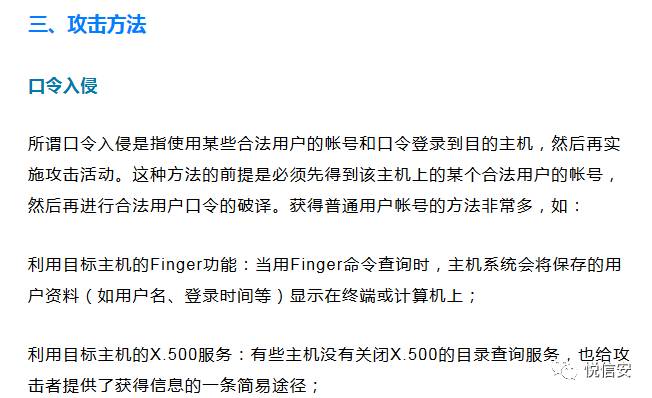 三、攻击方法
口令入侵
所谓口令入侵是指使用某些合法用户的帐号和口令登录到目的主机，然后再实
施攻击活动。这种方法的前提是必须先得到该主机上的某个合法用户的帐号，
然后再进行合法用户口令的破译。获得普通用户帐号的方法非常多，如：
利用目标主机的Finger功能：当用Finger命令查询时，主机系统会将保存的用
户资料（如用户名、登录时间等）显示在终端或计算机上；
利用目标主机的X.500服务：有些主机没有关闭X.500的目录查询服务，也给攻
击者提供了获得信息的一条简易途径；
悦信安